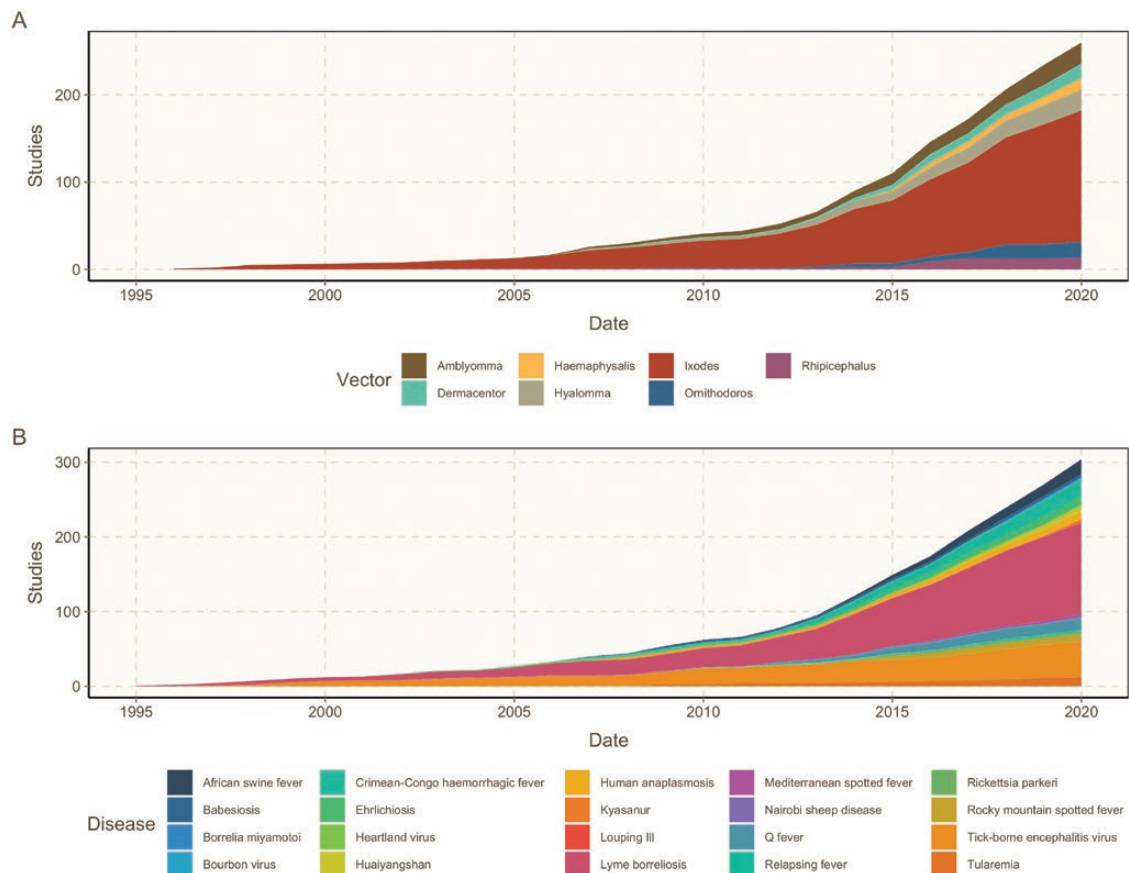 A
Studies
200
100
0
1995 2000 2005 2010 2015 2020
Date
Vector
Amblyomma Haemaphysalis Ixodes Rhipicephalus
Dermacentor Hyalomma Ornithodoros
B
Studies
300
200
100
0
1995 2000 2005 2010 2015 2020
Date
Disease
African swine fever Crimean-Congo haemorrhagic fever Human anaplasmosis Mediterranean spotted fever Rickettsia parkeri
Babesiosis Ehrlichiosis Kyasanur Nairobi sheep disease Rocky mountain spotted fever
Borrelia miyamotoi Heartland virus Louping Ill Q fever Tick-borne encephalitis virus
Bourbon virus Huaiyangshan Lyme borreliosis Relapsing fever Tularemia